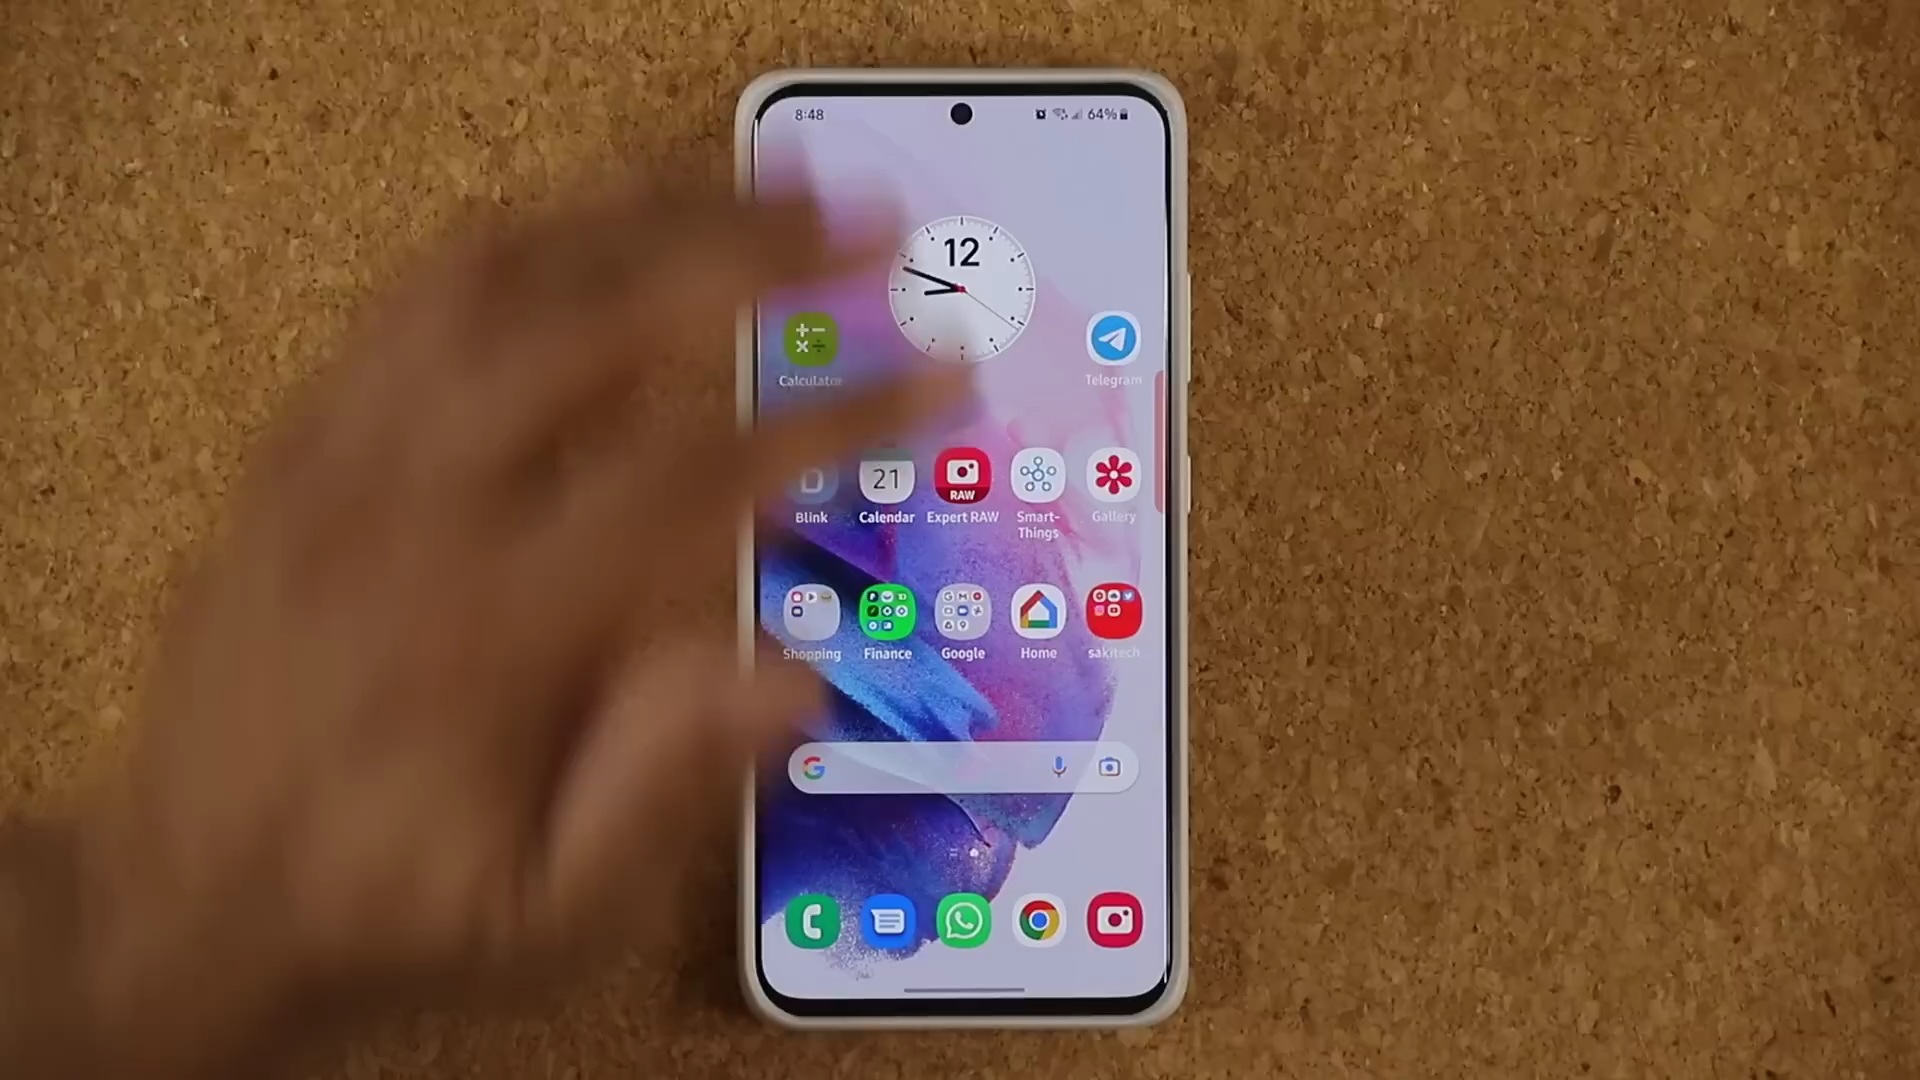 8:48
64%
12
Calculator
Telegram
21
RAW
Blink
Calendar
Expert RAW
Smart-
Things
Gallery
Shopping
Finance
Google
Home
sakitech